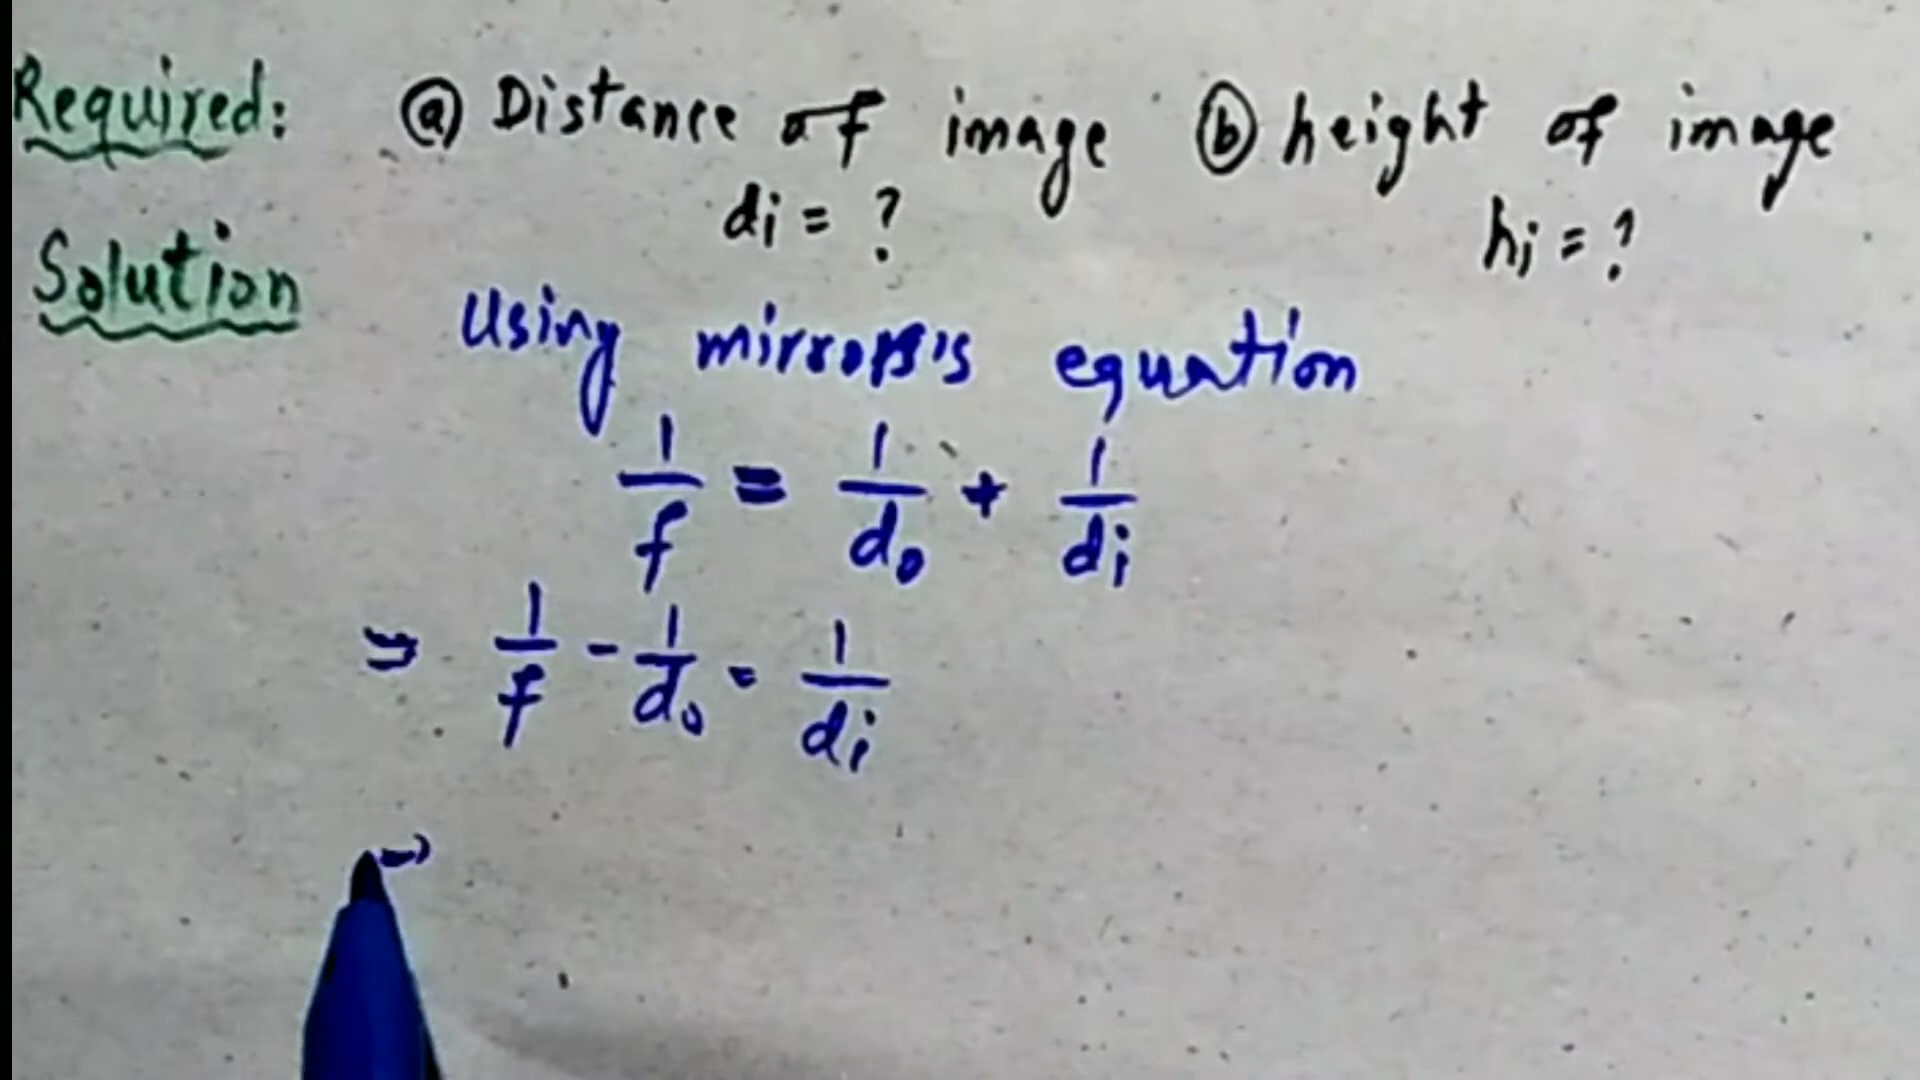 Required: ⓐ Distance of image ⓑ height of image
di = ? hi = ?
Solution
Using mirrors's equation
1/f = 1/do + 1/di
⇒ 1/f - 1/do = 1/di